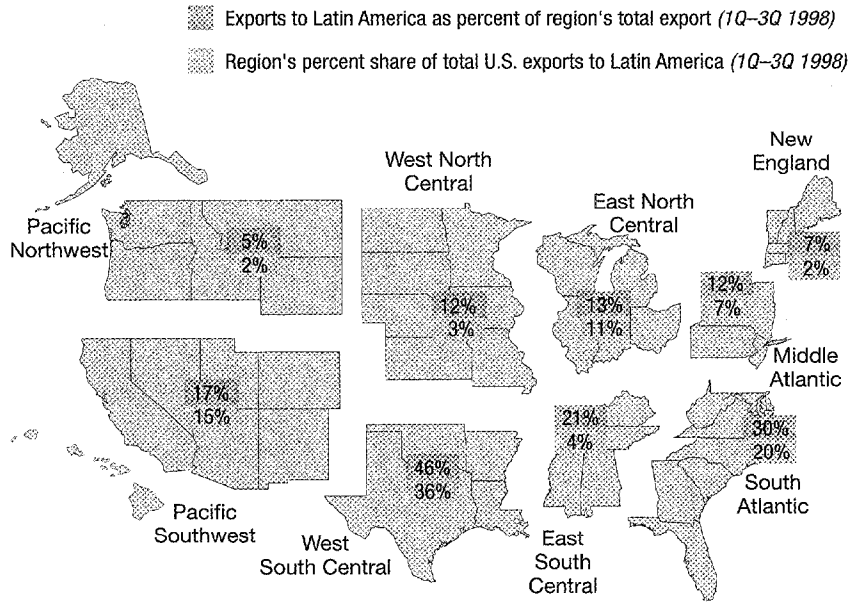 Exports to Latin America as percent of region's total export (1Q–3Q 1998)
Region's percent share of total U.S. exports to Latin America (1Q–3Q 1998)
New
England
7%
2%
West North
Central
12%
3%
East North
Central
13%
11%
Pacific
Northwest
5%
2%
12%
7%
Middle
Atlantic
17%
15%
Pacific
Southwest
46%
36%
West
South Central
21%
4%
East
South
Central
30%
20%
South
Atlantic